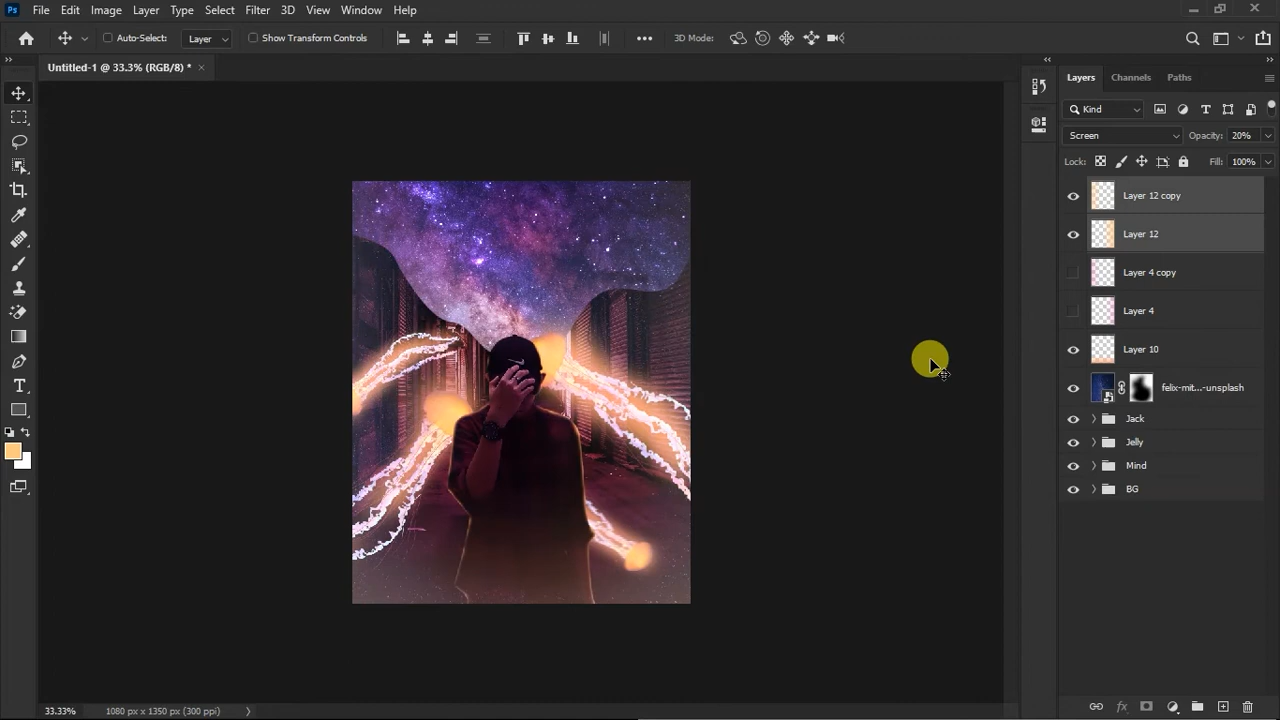 Ps File Edit Image Layer Type Select Filter 3D View Window Help
Auto-Select: Layer Show Transform Controls 3D Mode:
Untitled-1 @ 33.3% (RGB/8) *
Layers Channels Paths
Kind
Screen Opacity: 20%
Lock: Fill: 100%
Layer 12 copy
Layer 12
Layer 4 copy
Layer 4
Layer 10
felix-mit...-unsplash
Jack
Jelly
Mind
BG
33.33% 1080 px x 1350 px (300 ppi)